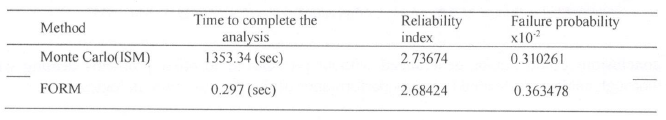 Method Time to complete the analysis Reliability index Failure probability x10-2
Monte Carlo(ISM) 1353.34 (sec) 2.73674 0.310261
FORM 0.297 (sec) 2.68424 0.363478